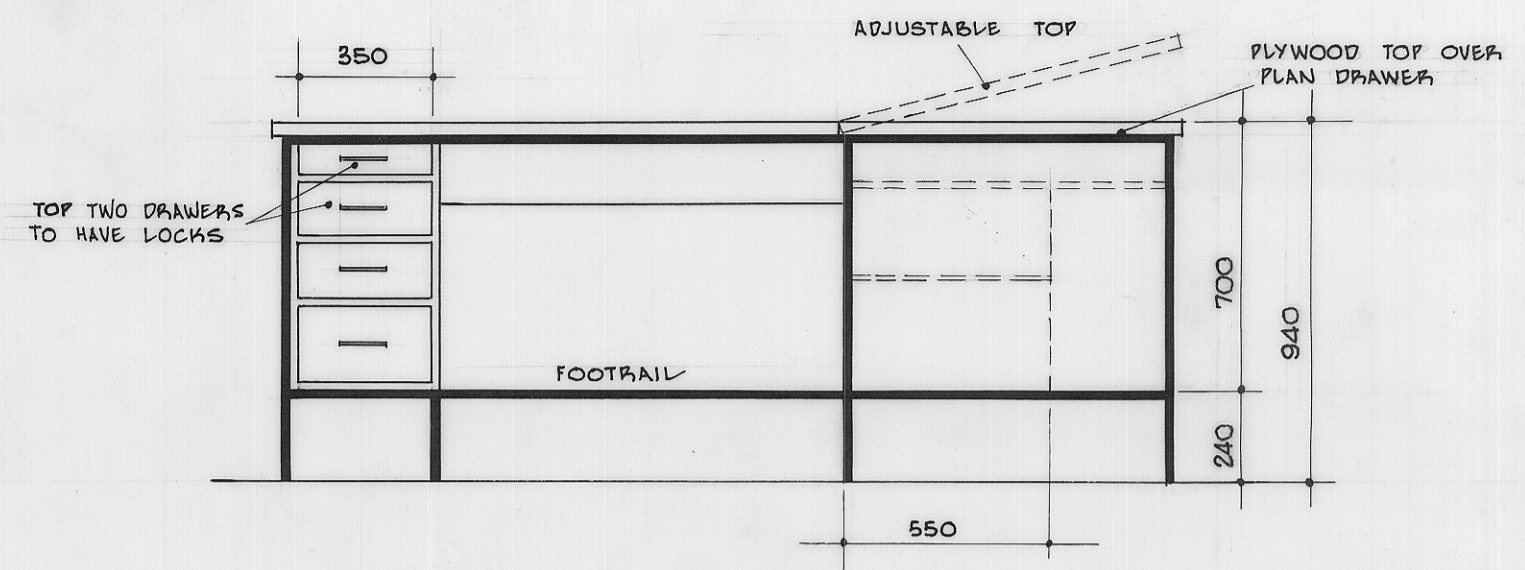 ADJUSTABLE TOP
350
PLYWOOD TOP OVER
PLAN DRAWER
TOP TWO DRAWERS
TO HAVE LOCKS
700
940
FOOTRAIL
240
550